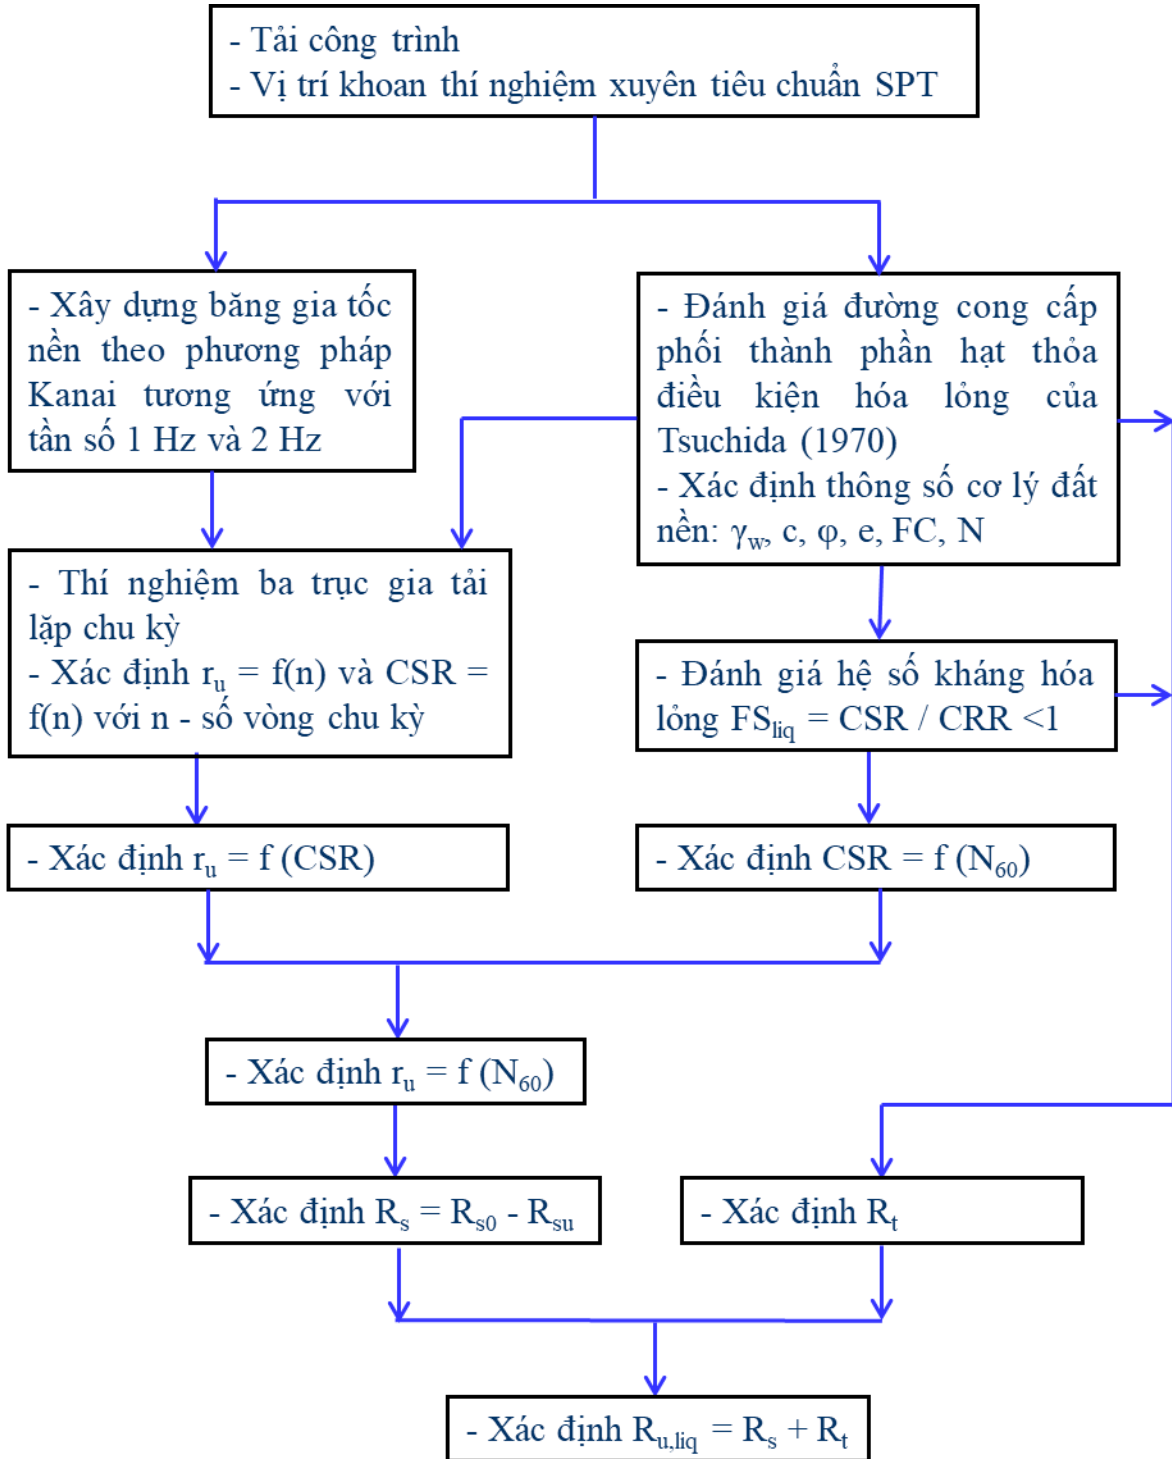 - Tải công trình
- Vị trí khoan thí nghiệm xuyên tiêu chuẩn SPT
- Xây dựng băng gia tốc
nền theo phương pháp
Kanai tương ứng với
tần số 1 Hz và 2 Hz
- Đánh giá đường cong cấp
phối thành phần hạt thỏa
điều kiện hóa lỏng của
Tsuchida (1970)
- Xác định thông số cơ lý đất
nền: γw, c, φ, e, FC, N
- Thí nghiệm ba trục gia tải
lặp chu kỳ
- Xác định ru = f(n) và CSR =
f(n) với n - số vòng chu kỳ
- Đánh giá hệ số kháng hóa
lỏng FSliq = CSR / CRR <1
- Xác định ru = f (CSR)
- Xác định CSR = f (N60)
- Xác định ru = f (N60)
- Xác định Rs = Rs0 - Rsu
- Xác định Rt
- Xác định Ru,liq = Rs + Rt